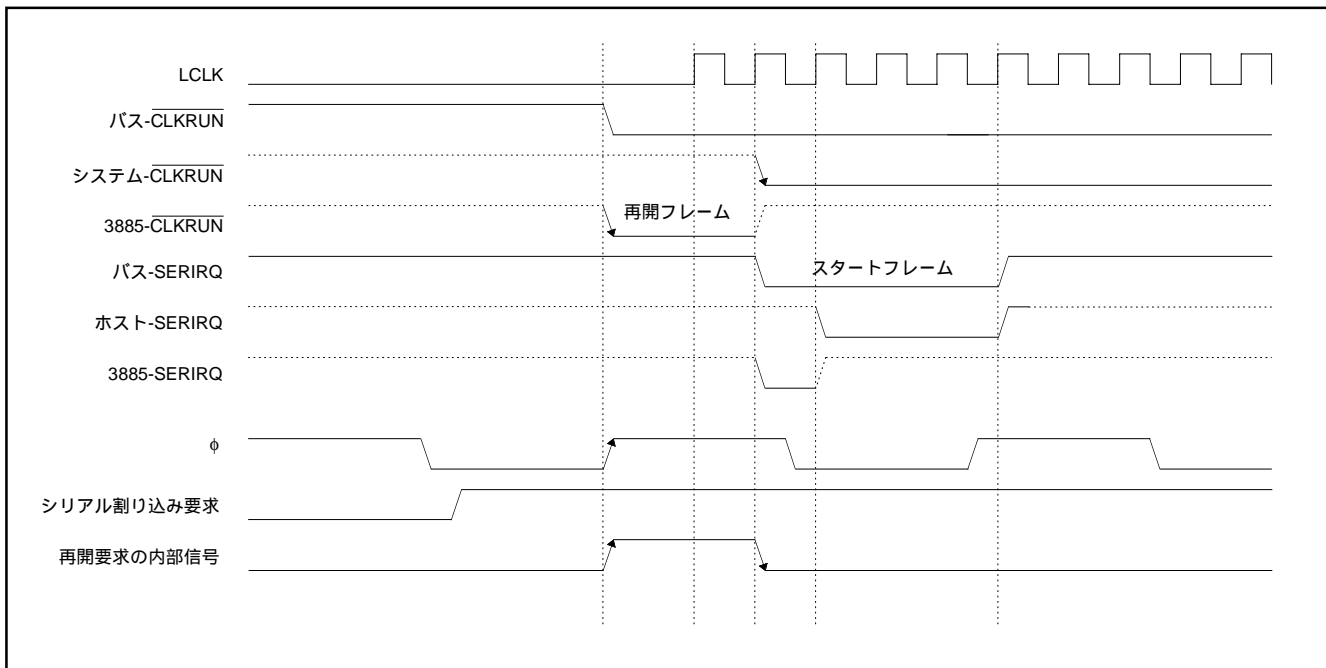 LCLK
バス-CLKRUN
システム-CLKRUN
再開フレーム
3885-CLKRUN
バス-SERIRQ
スタートフレーム
ホスト-SERIRQ
3885-SERIRQ
φ
シリアル割り込み要求
再開要求の内部信号